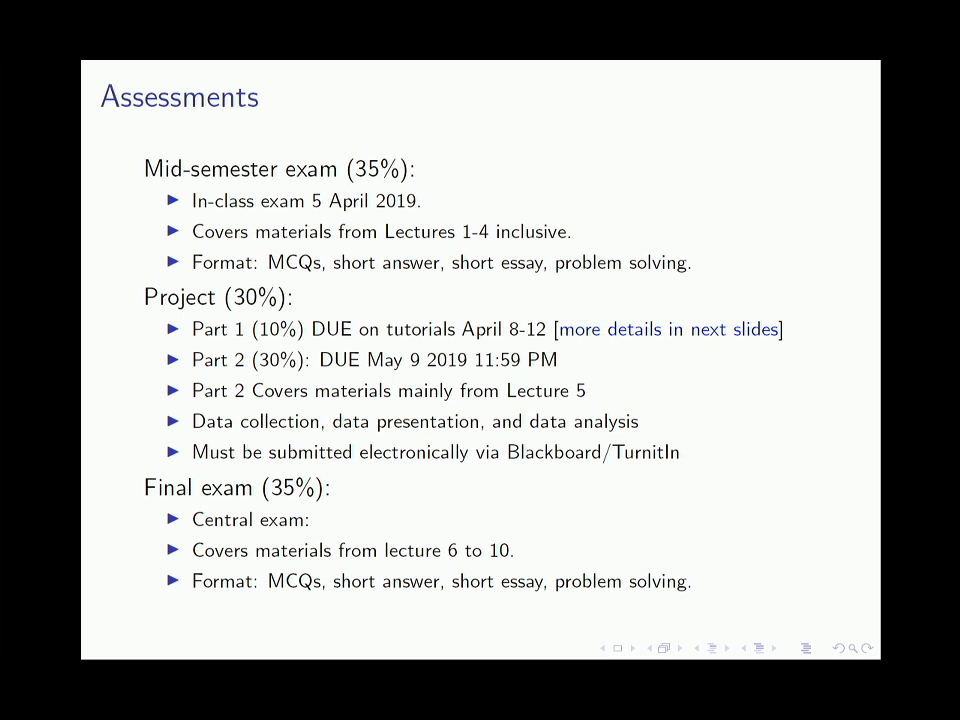 Assessments
Mid-semester exam (35%):
In-class exam 5 April 2019.
Covers materials from Lectures 1-4 inclusive.
Format: MCQs, short answer, short essay, problem solving.
Project (30%):
Part 1 (10%) DUE on tutorials April 8-12 [more details in next slides]
Part 2 (30%): DUE May 9 2019 11:59 PM
Part 2 Covers materials mainly from Lecture 5
Data collection, data presentation, and data analysis
Must be submitted electronically via Blackboard/TurnitIn
Final exam (35%):
Central exam:
Covers materials from lecture 6 to 10.
Format: MCQs, short answer, short essay, problem solving.